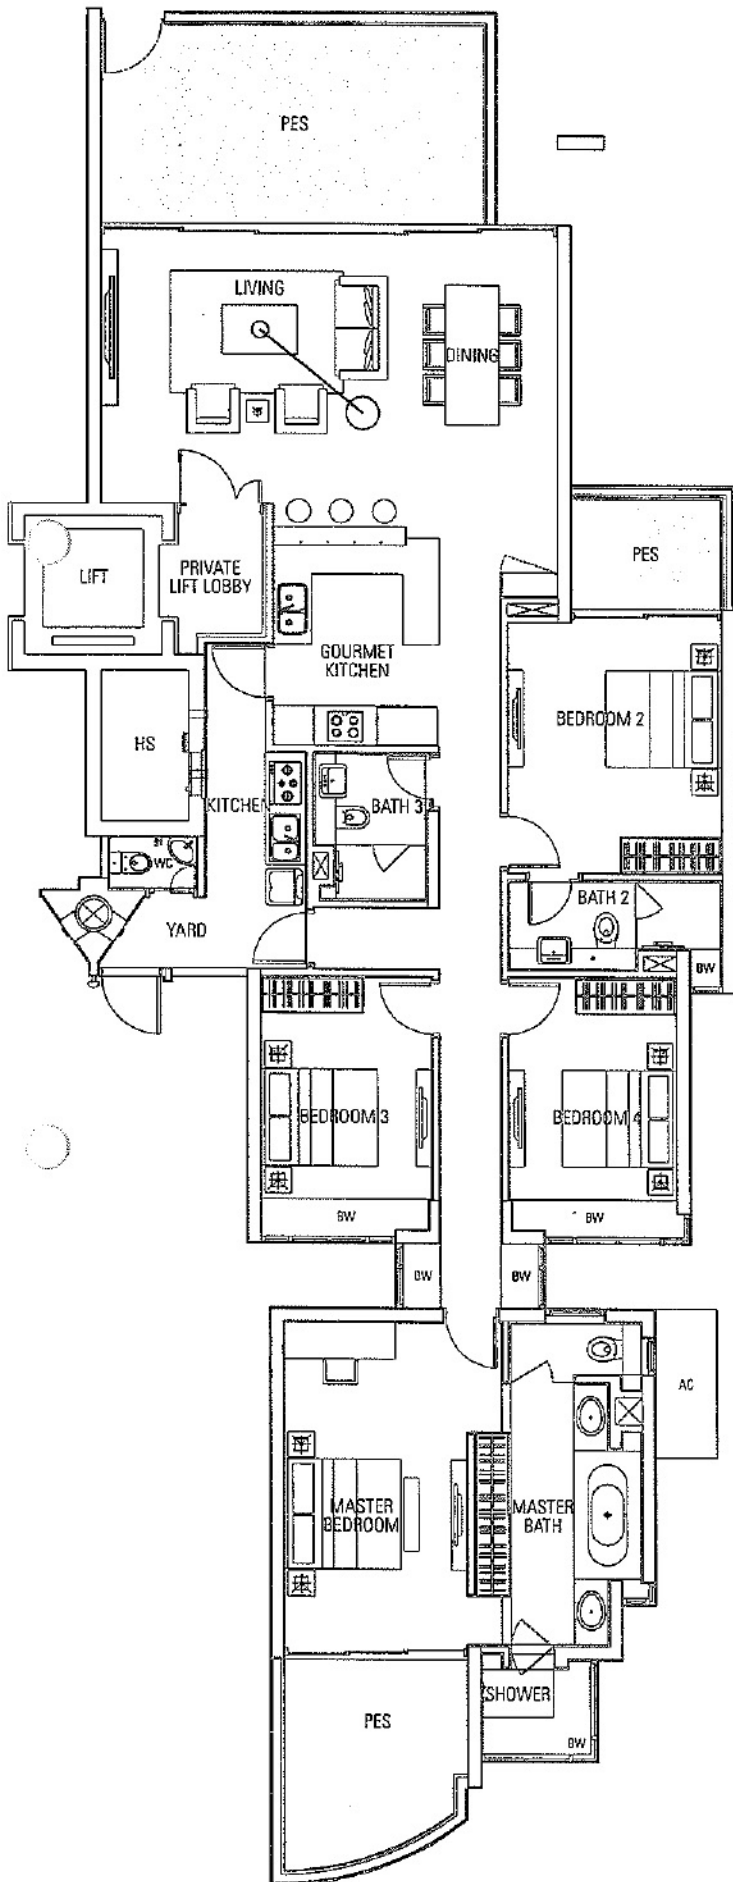 PES
LIVING
DINING
PRIVATE
LIFT LOBBY
LIFT
PES
GOURMET
KITCHEN
BEDROOM 2
HS
KITCHEN
BATH 3
WC
BATH 2
YARD
BW
BEDROOM 3
BEDROOM 4
BW
BW
BW
BW
AC
MASTER
BEDROOM
MASTER
BATH
SHOWER
PES
BW